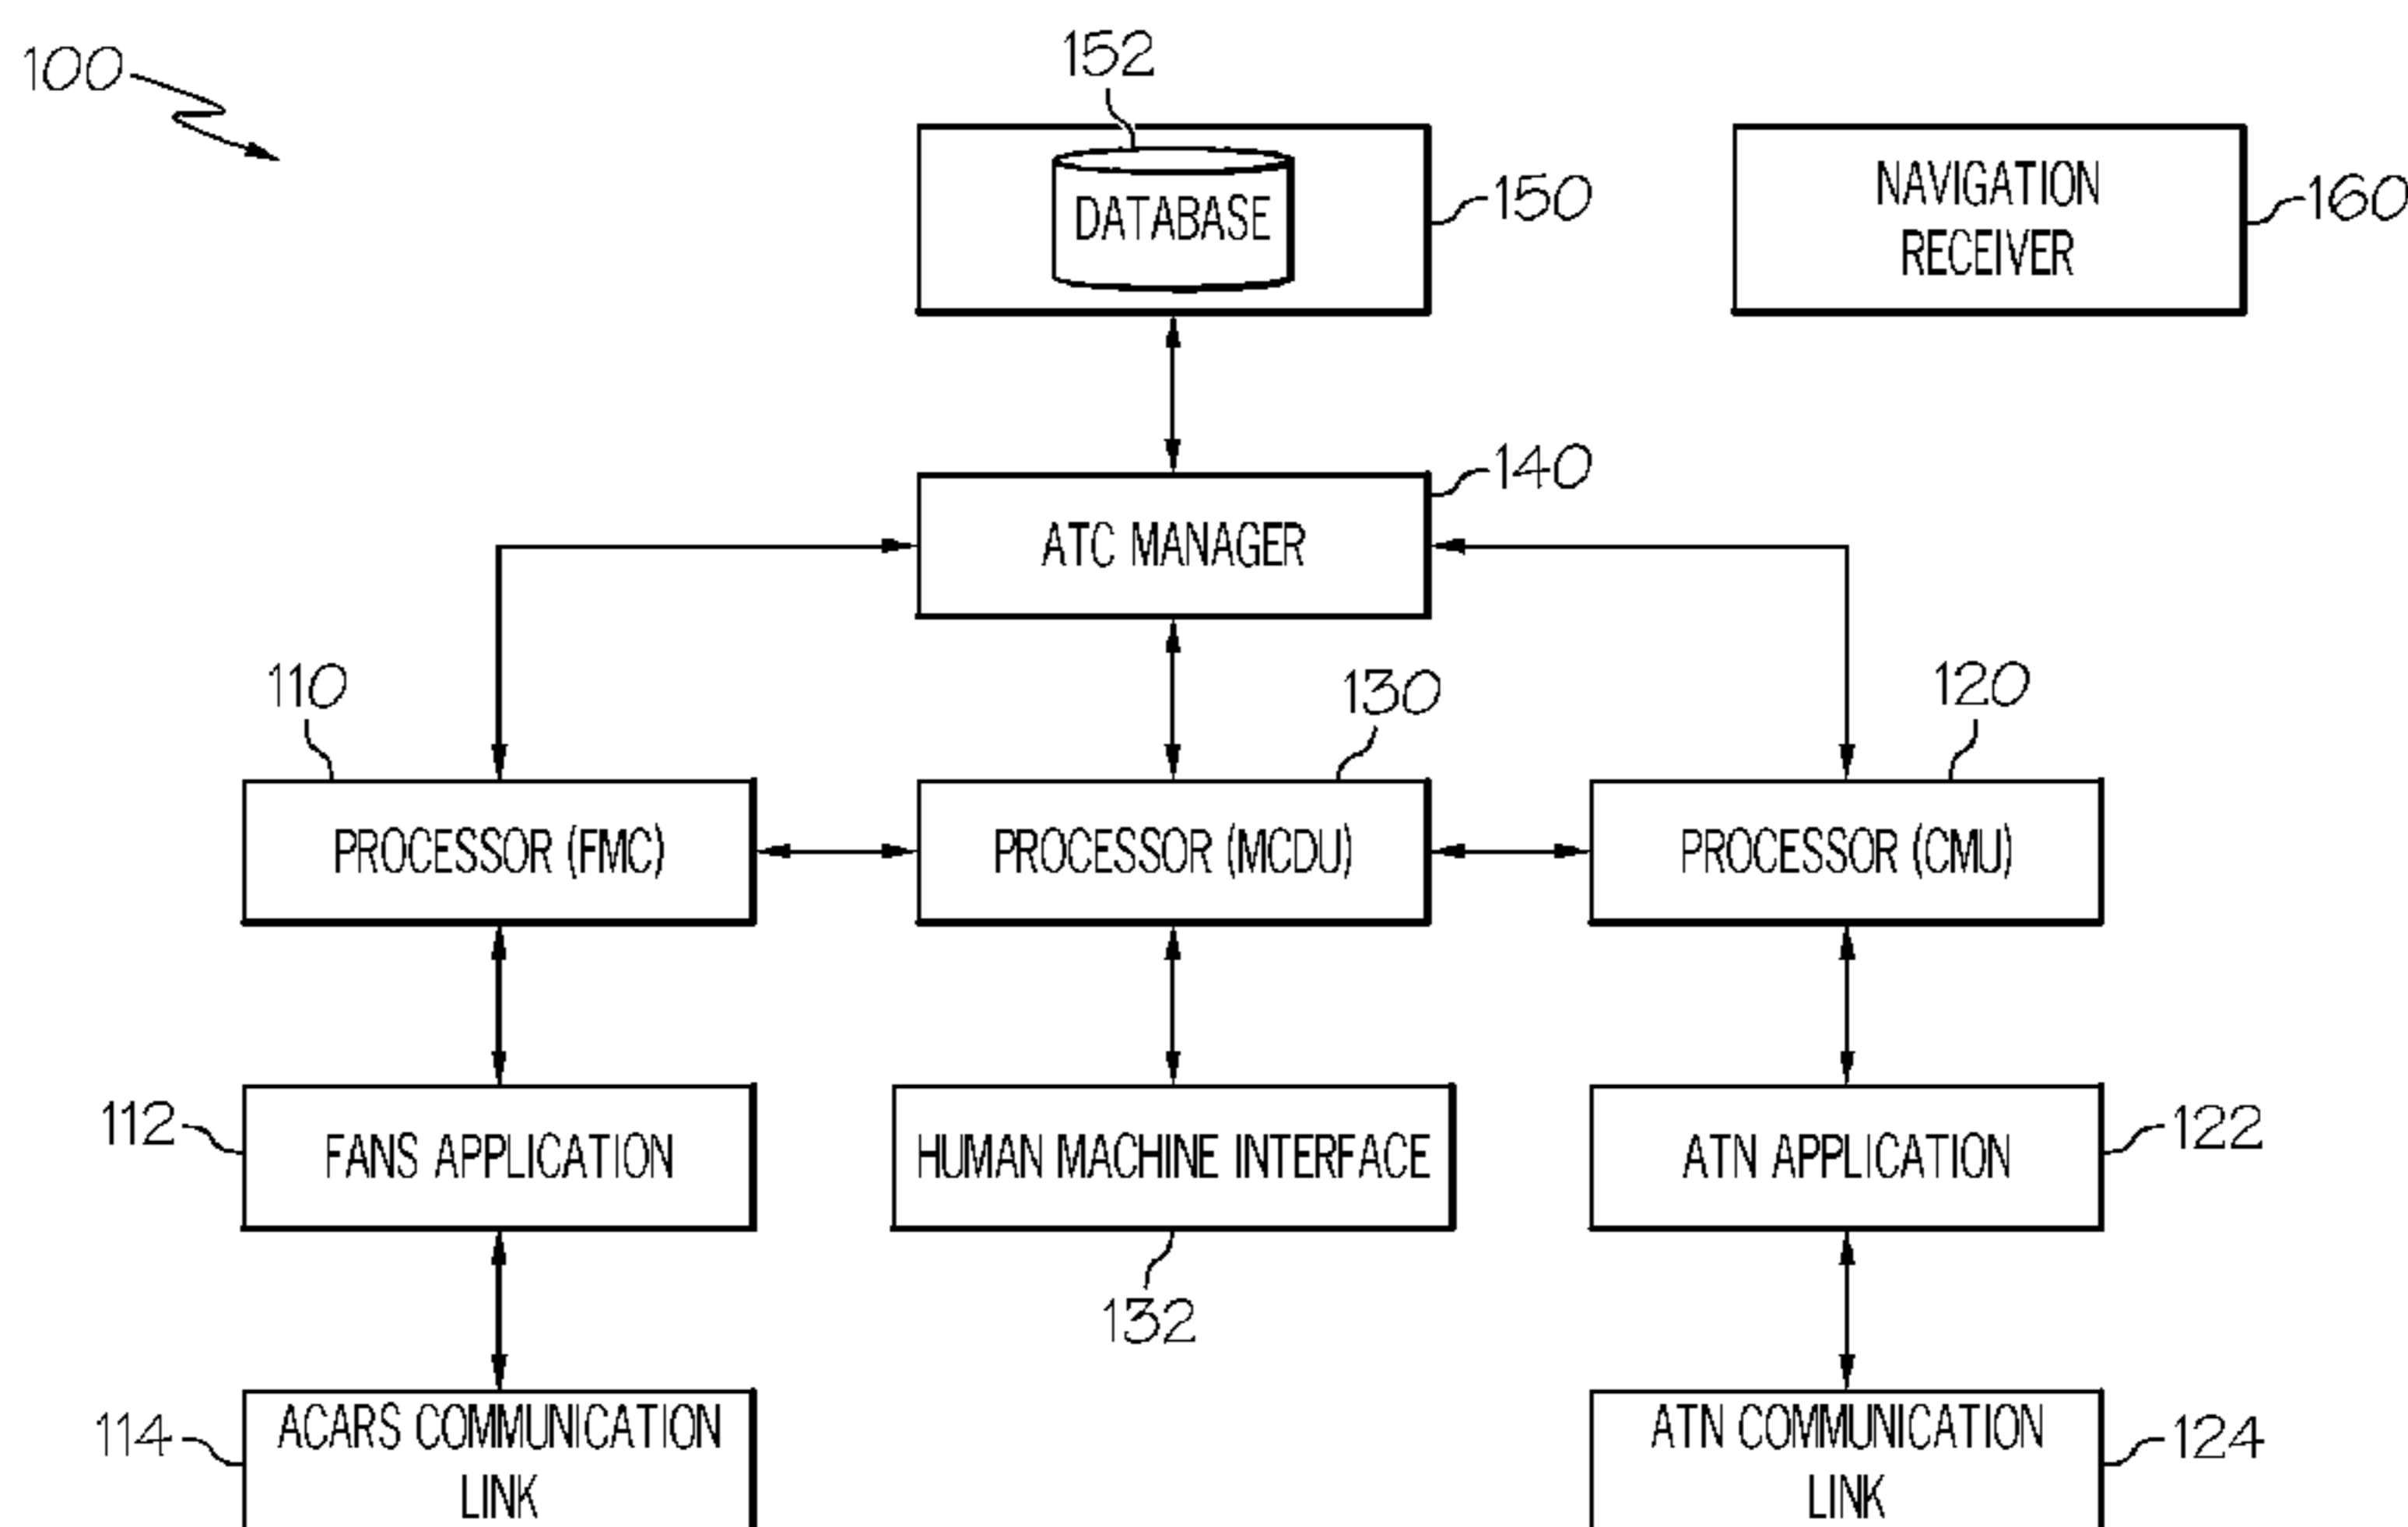 100
152
DATABASE
150
NAVIGATION
RECEIVER
160
ATC MANAGER
140
110
130
120
PROCESSOR (FMC)
PROCESSOR (MCDU)
PROCESSOR (CMU)
112
FANS APPLICATION
HUMAN MACHINE INTERFACE
ATN APPLICATION
122
132
114
ACARS COMMUNICATION
LINK
ATN COMMUNICATION
LINK
124